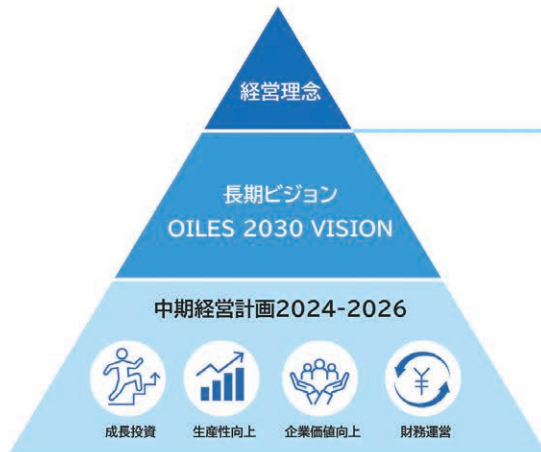 経営理念
長期ビジョン
OILES 2030 VISION
中期経営計画2024-2026
成長投資
生産性向上
企業価値向上
財務運営